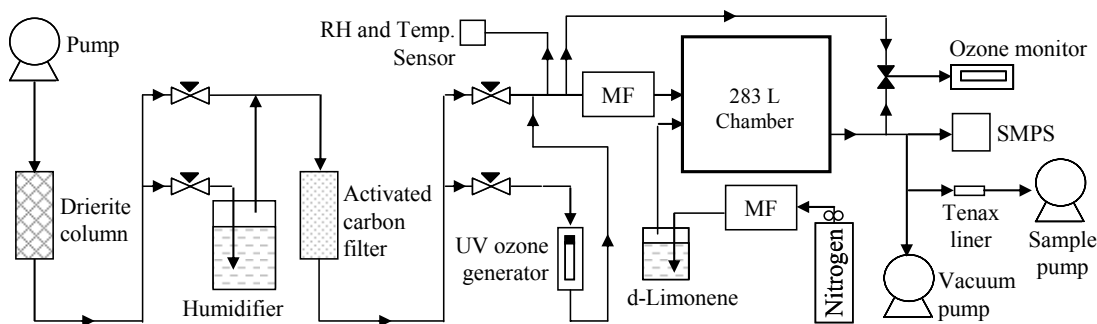 Pump
RH and Temp.
Sensor
Ozone monitor
MF
283 L
Chamber
SMPS
Drierite
column
Activated
carbon
filter
MF
Tenax
liner
UV ozone
generator
Nitrogen
Sample
pump
Humidifier
d-Limonene
Vacuum
pump